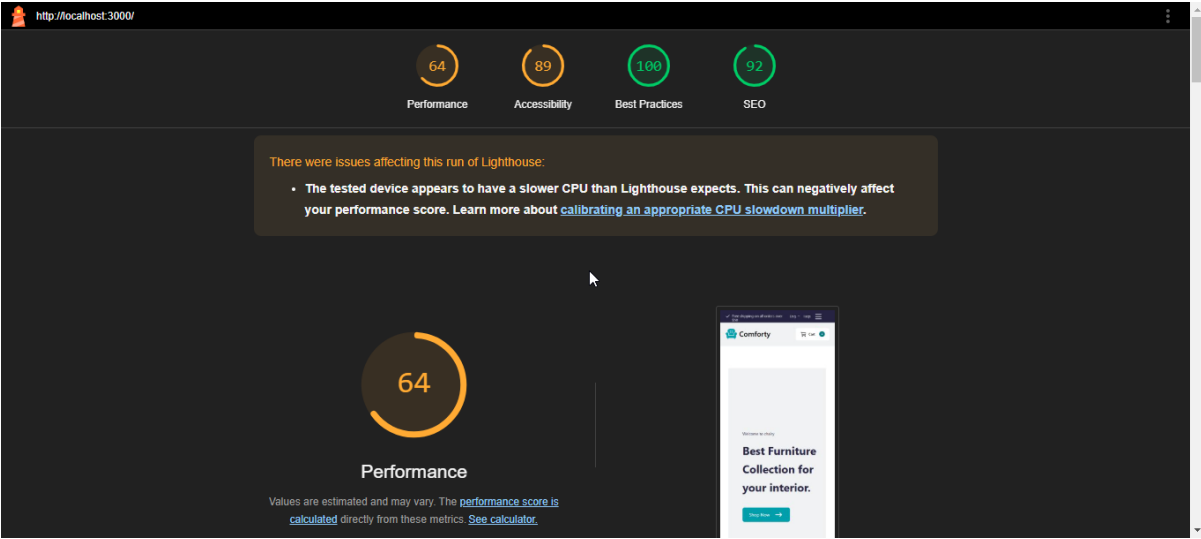 http://localhost:3000/
64
89
100
92
Performance
Accessibility
Best Practices
SEO
There were issues affecting this run of Lighthouse:
• The tested device appears to have a slower CPU than Lighthouse expects. This can negatively affect
your performance score. Learn more about calibrating an appropriate CPU slowdown multiplier.
64
Performance
Values are estimated and may vary. The performance score is
calculated directly from these metrics. See calculator.
Comforty
Cart
Best Furniture
Collection for
your interior.
Shop Now